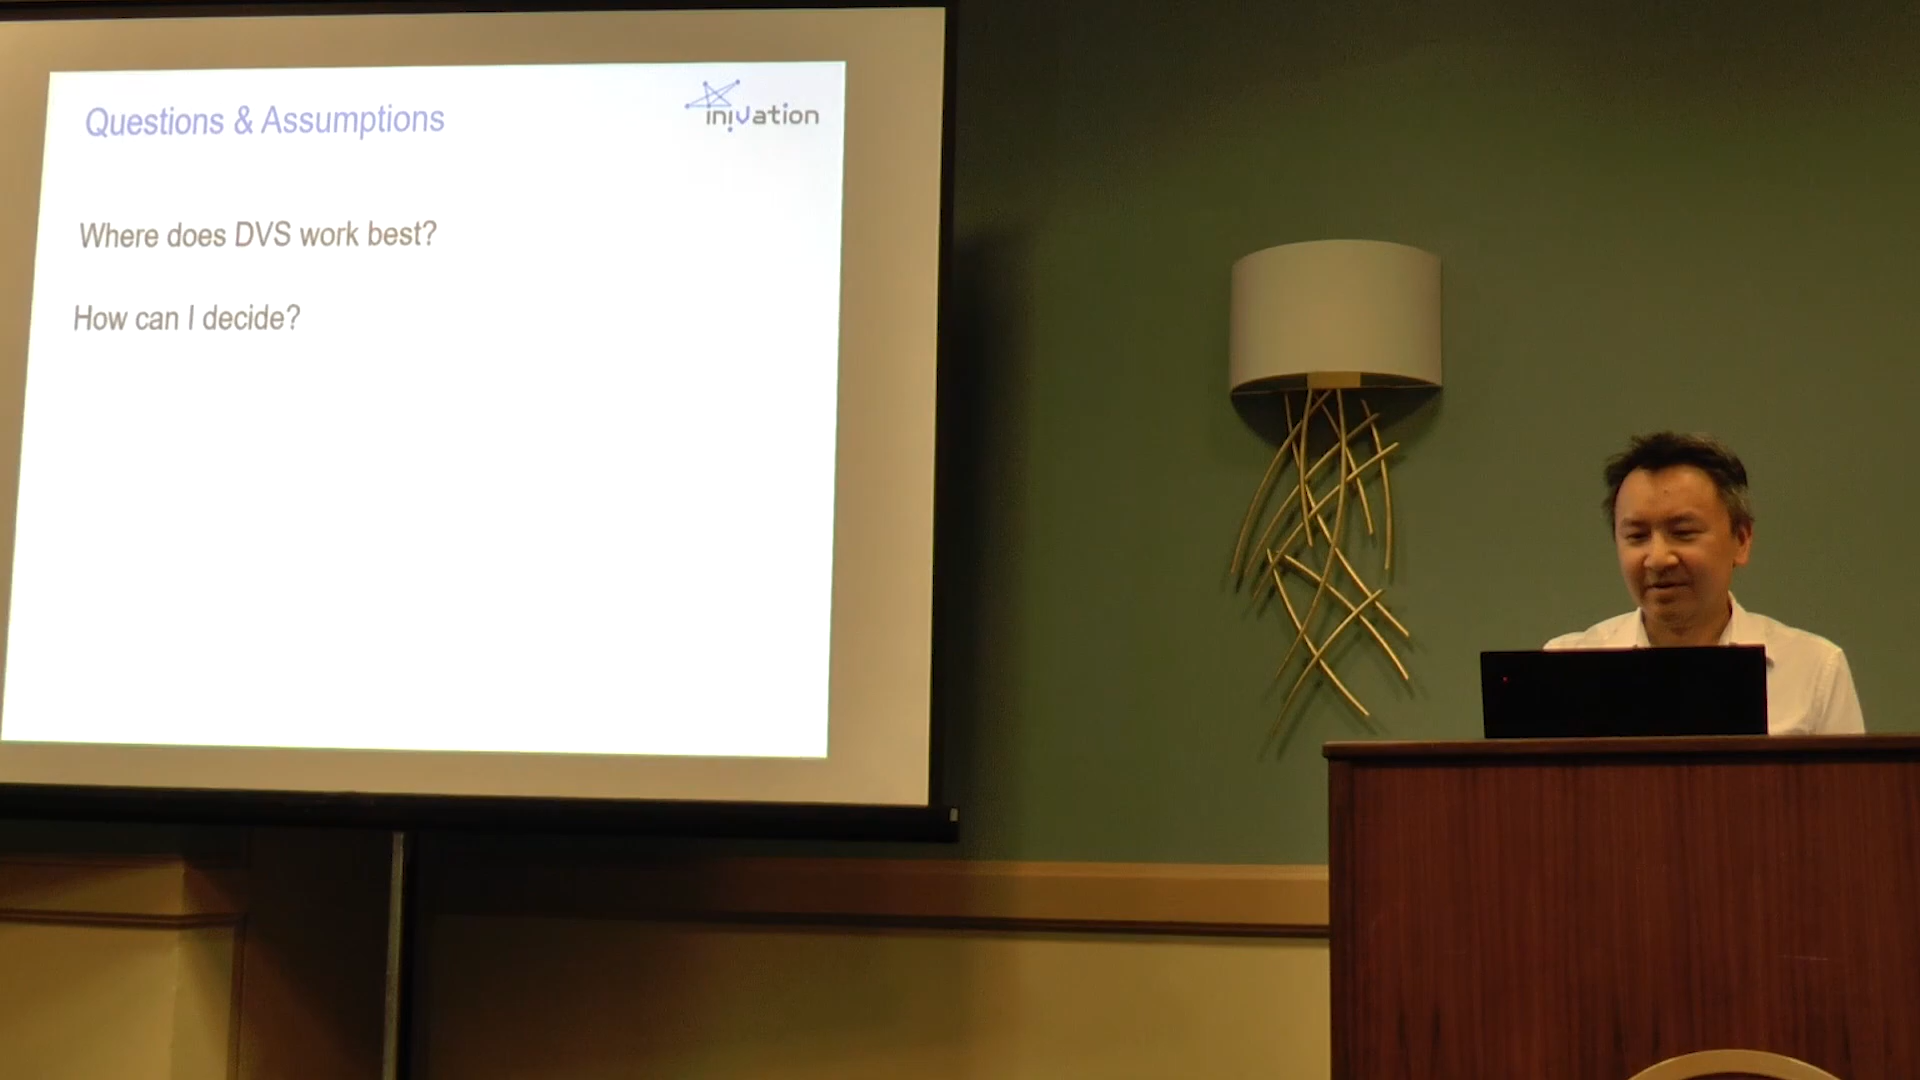 Questions & Assumptions
inivation
Where does DVS work best?
How can I decide?